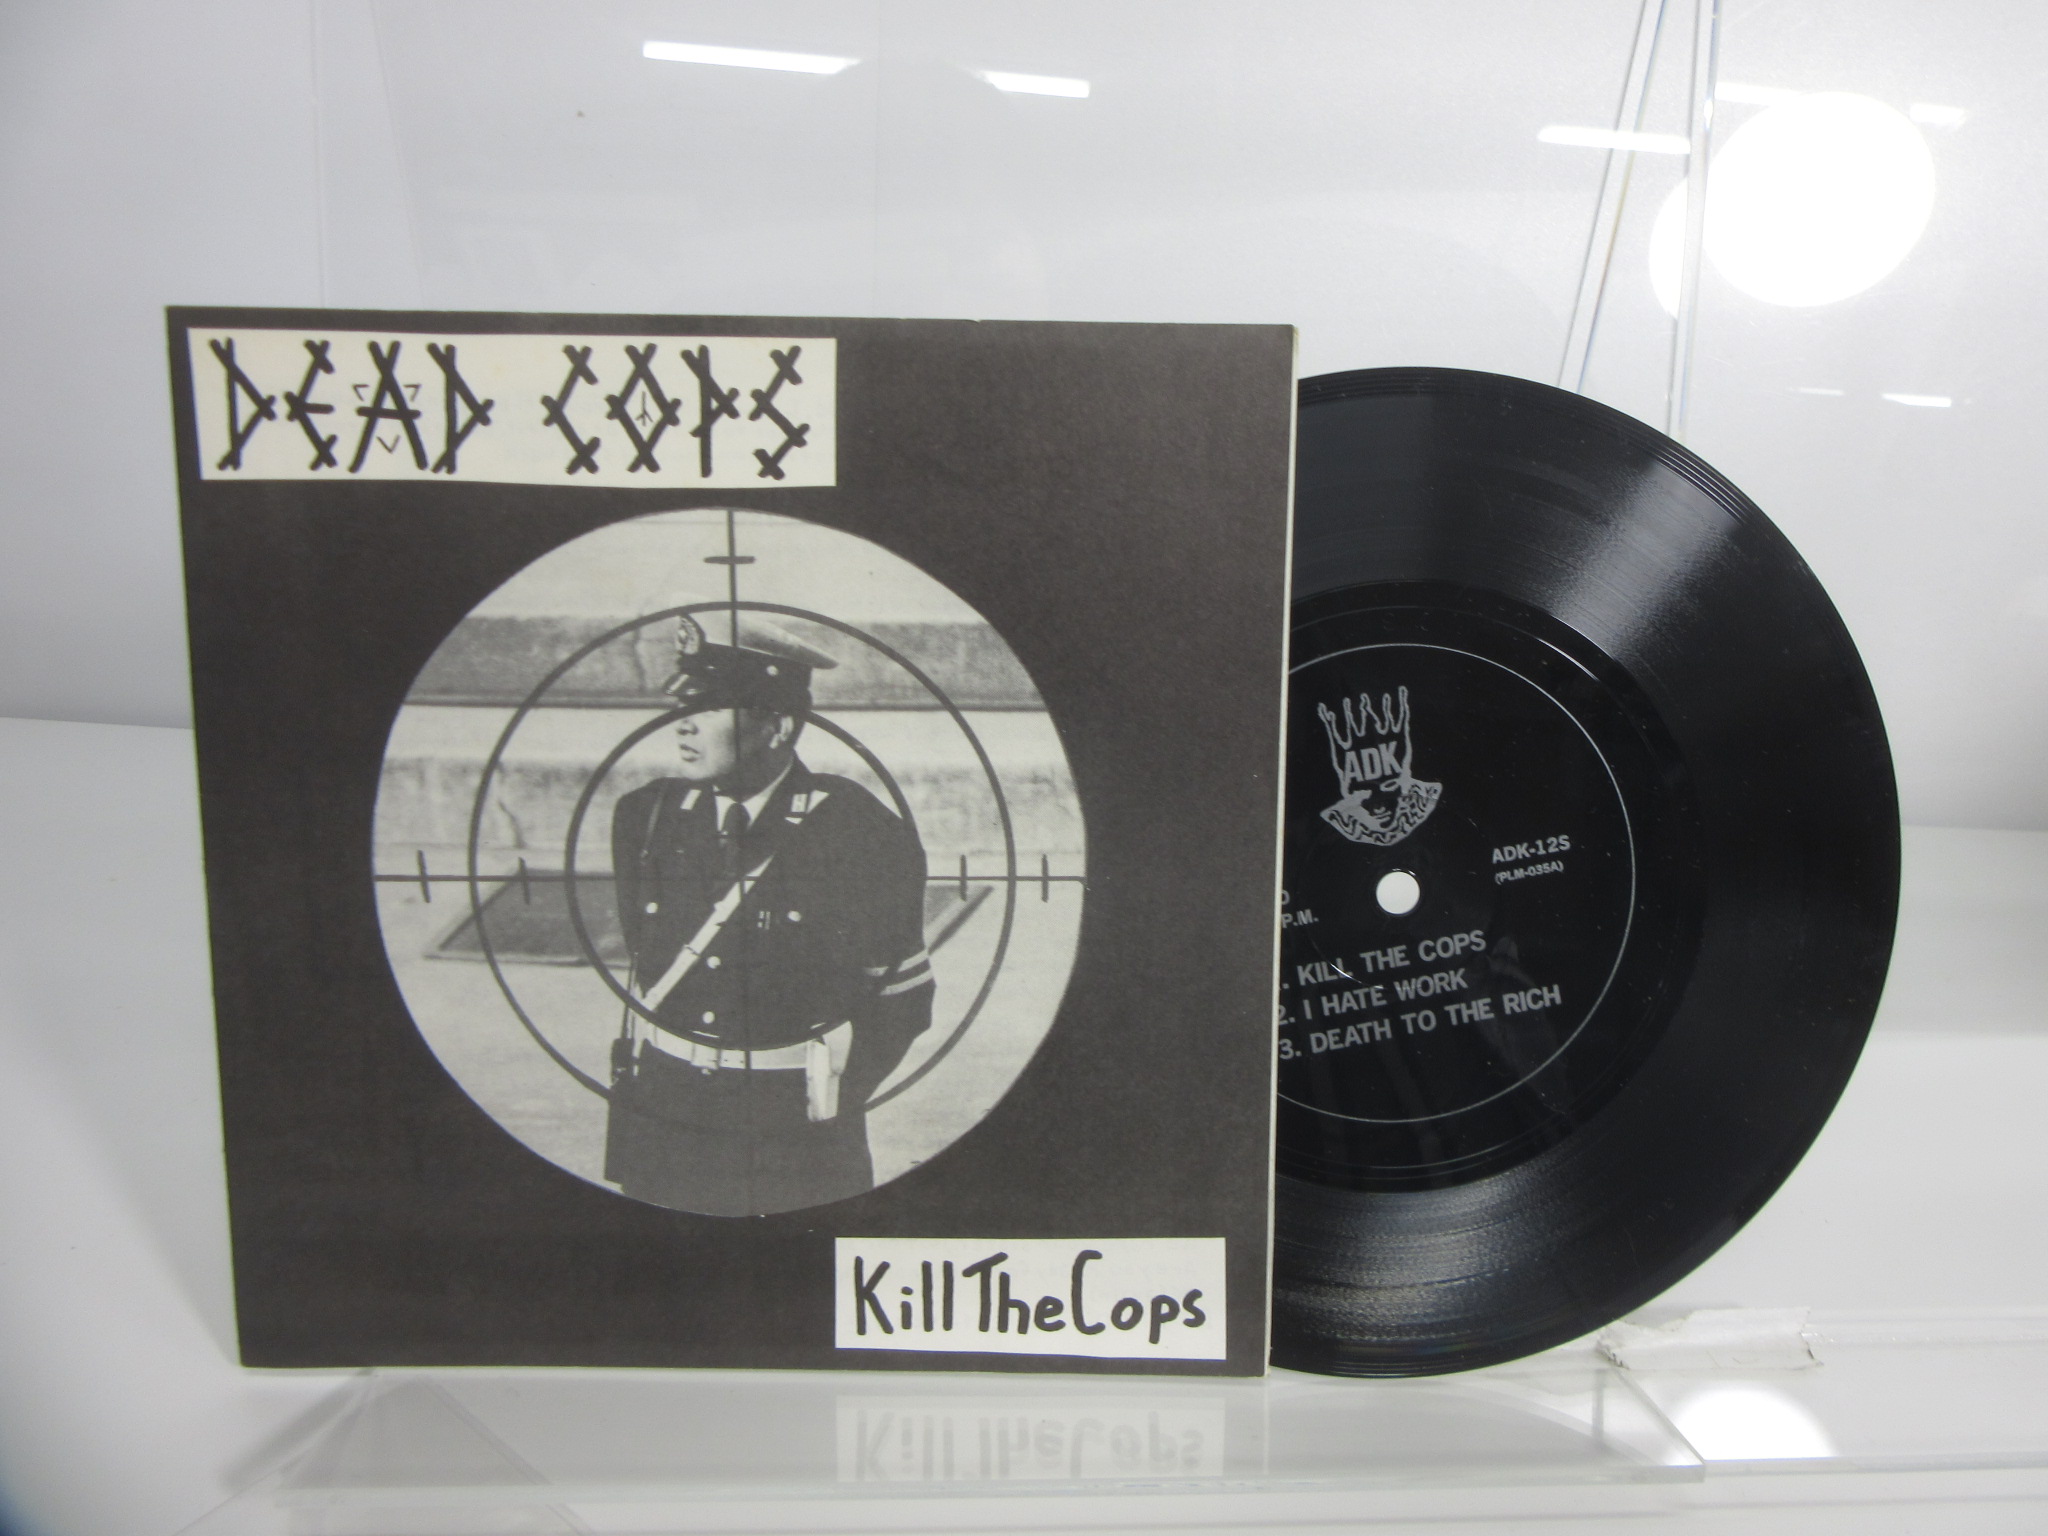 DEAD COPS
ADK
ADK-12S
(PLM-035A)
P.M.
1. KILL THE COPS
2. I HATE WORK
3. DEATH TO THE RICH
Kill The Cops